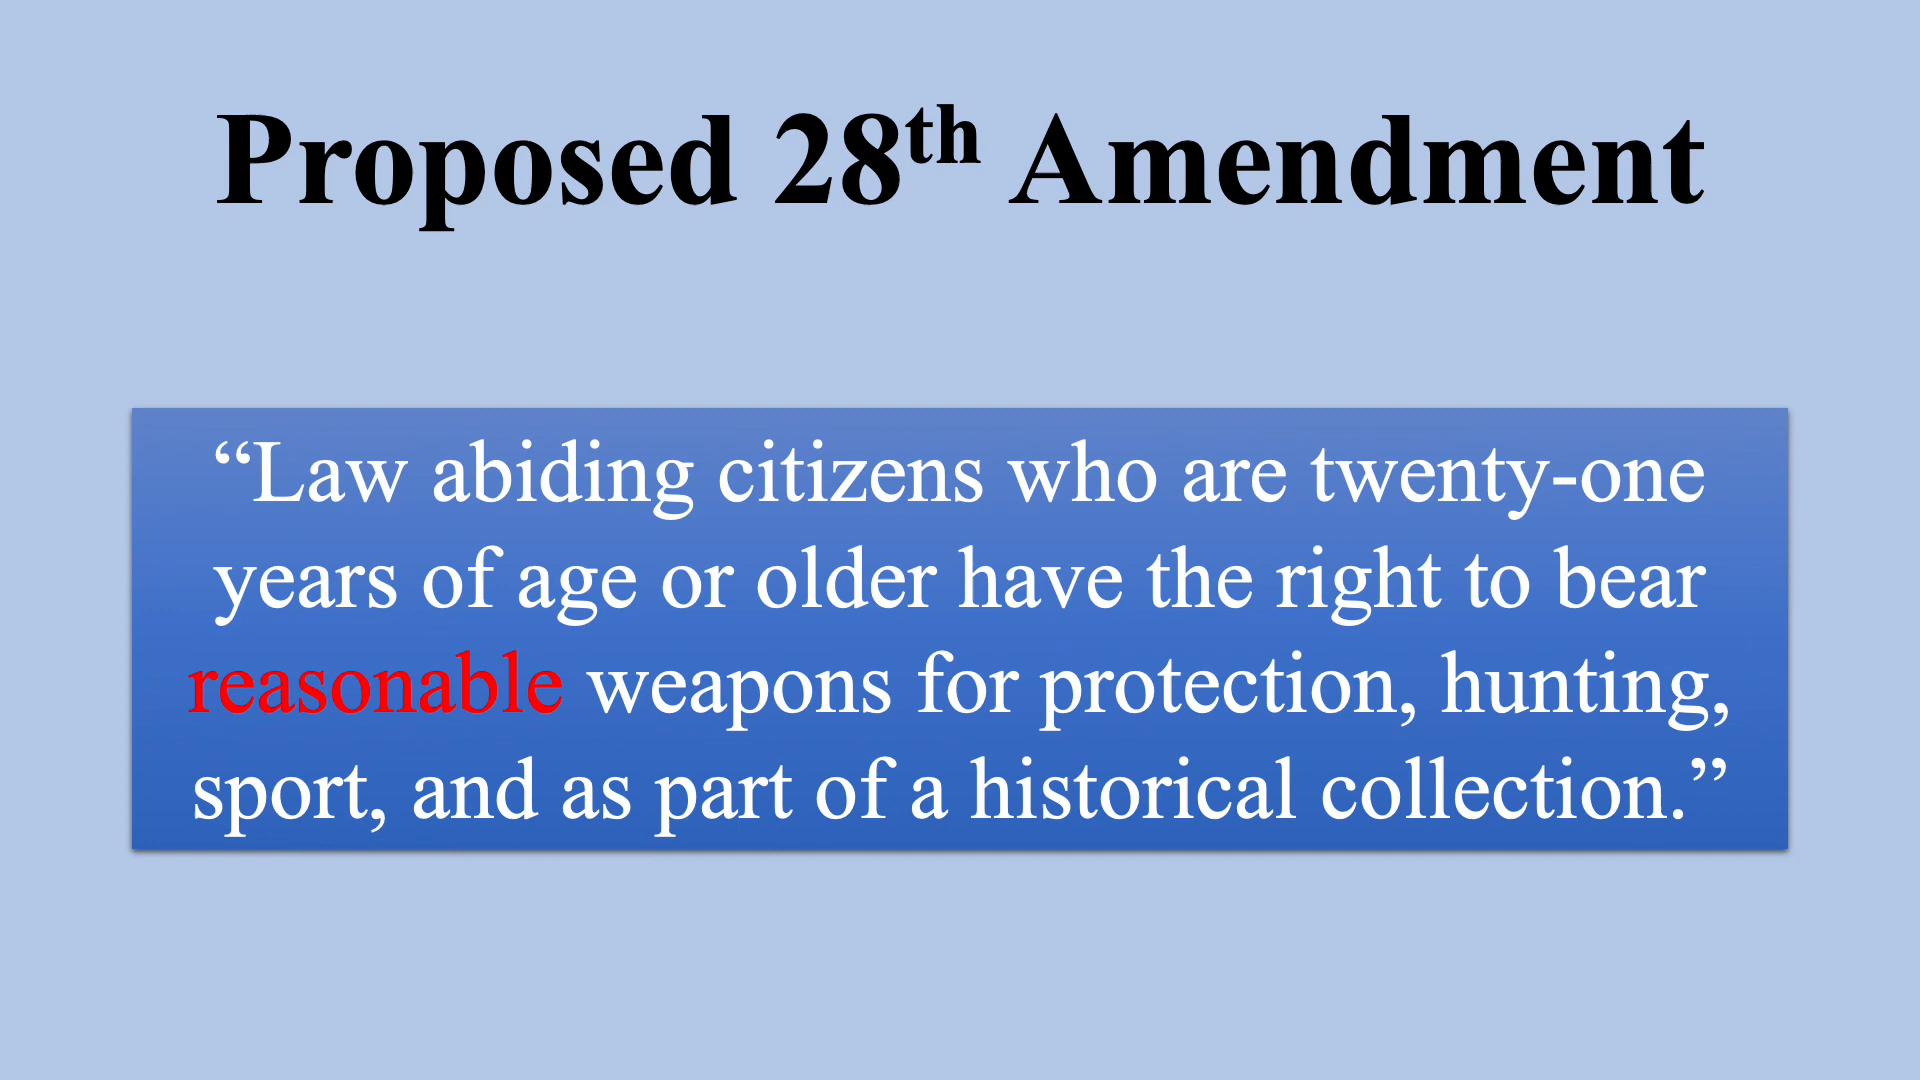 Proposed 28th Amendment
“Law abiding citizens who are twenty-one
years of age or older have the right to bear
reasonable weapons for protection, hunting,
sport, and as part of a historical collection.”